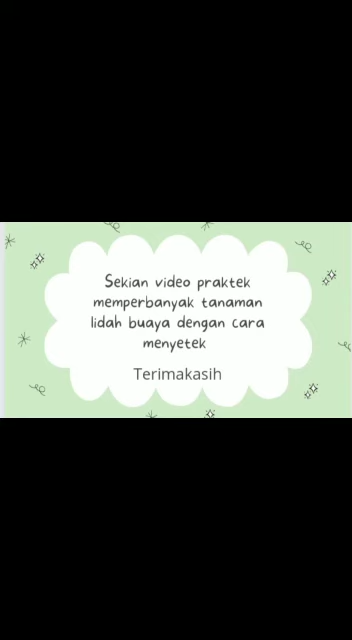 Sekian video praktek
memperbanyak tanaman
lidah buaya dengan cara
menyetek
Terimakasih